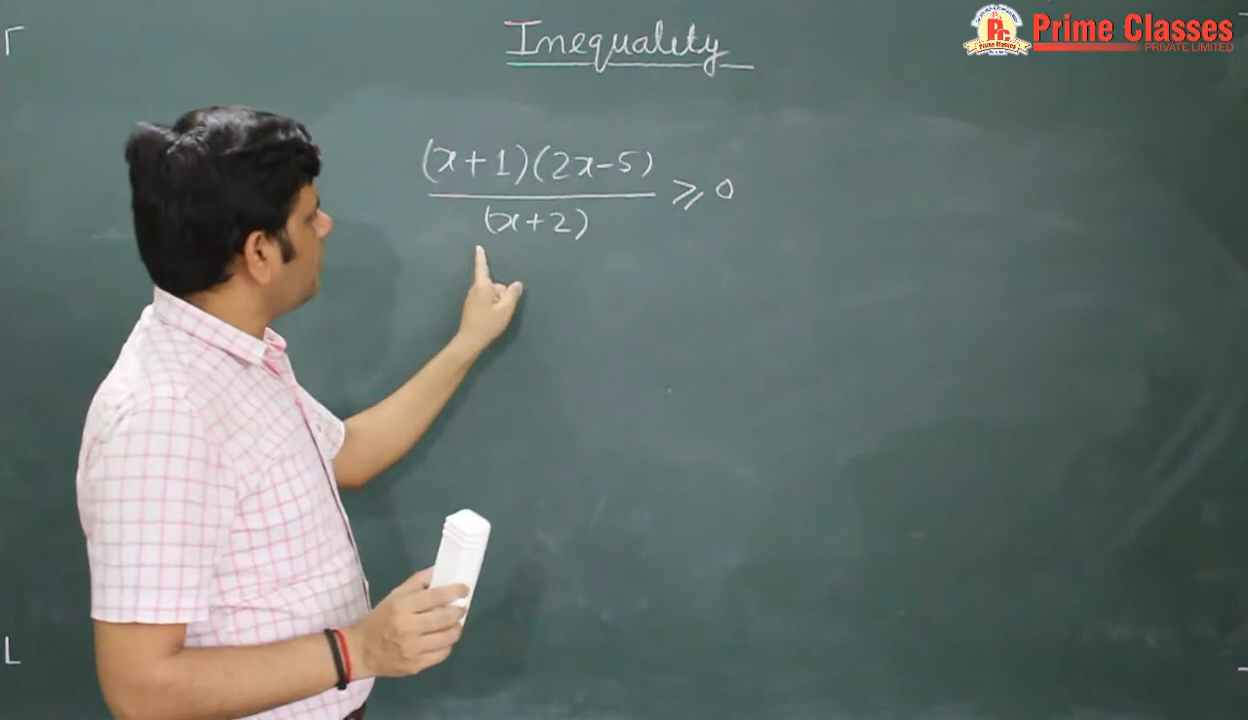 Inequality
Prime Classes
PRIVATE LIMITED
(x+1)(2x-5)
≥ 0
(x+2)